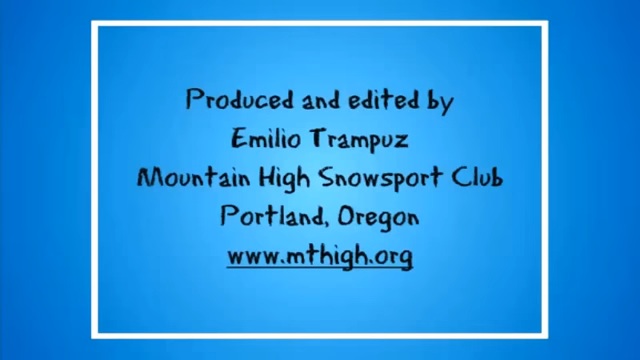 Produced and edited by
Emilio Trampuz
Mountain High Snowsport Club
Portland, Oregon
www.mthigh.org